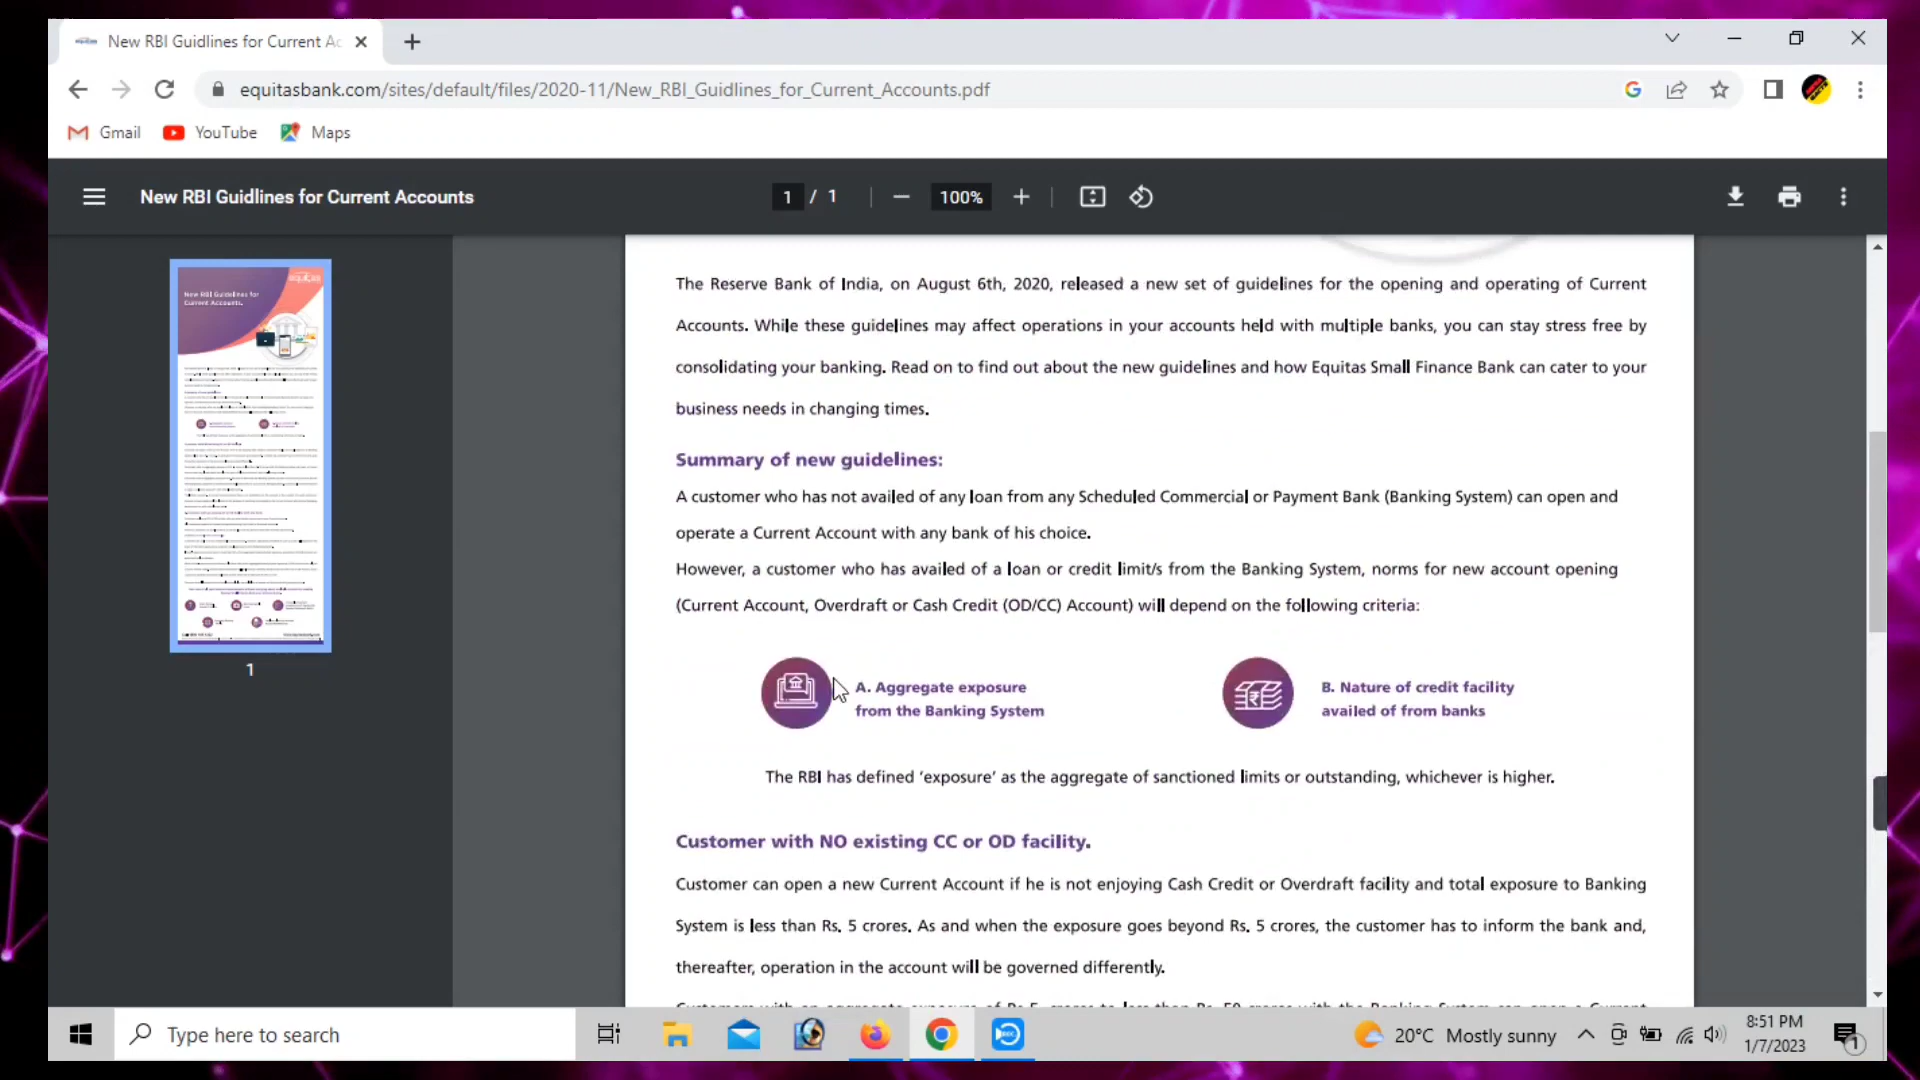 New RBI Guidlines for Current Ac
equitasbank.com/sites/default/files/2020-11/New_RBI_Guidlines_for_Current_Accounts.pdf
Gmail YouTube Maps
New RBI Guidlines for Current Accounts
1 / 1 100%
New RBI Guidelines for
Current Accounts.
1
The Reserve Bank of India, on August 6th, 2020, released a new set of guidelines for the opening and operating of Current
Accounts. While these guidelines may affect operations in your accounts held with multiple banks, you can stay stress free by
consolidating your banking. Read on to find out about the new guidelines and how Equitas Small Finance Bank can cater to your
business needs in changing times.
Summary of new guidelines:
A customer who has not availed of any loan from any Scheduled Commercial or Payment Bank (Banking System) can open and
operate a Current Account with any bank of his choice.
However, a customer who has availed of a loan or credit limit/s from the Banking System, norms for new account opening
(Current Account, Overdraft or Cash Credit (OD/CC) Account) will depend on the following criteria:
A. Aggregate exposure
from the Banking System
B. Nature of credit facility
availed of from banks
The RBI has defined ‘exposure’ as the aggregate of sanctioned limits or outstanding, whichever is higher.
Customer with NO existing CC or OD facility.
Customer can open a new Current Account if he is not enjoying Cash Credit or Overdraft facility and total exposure to Banking
System is less than Rs. 5 crores. As and when the exposure goes beyond Rs. 5 crores, the customer has to inform the bank and,
thereafter, operation in the account will be governed differently.
Type here to search
20°C Mostly sunny
8:51 PM
1/7/2023
1